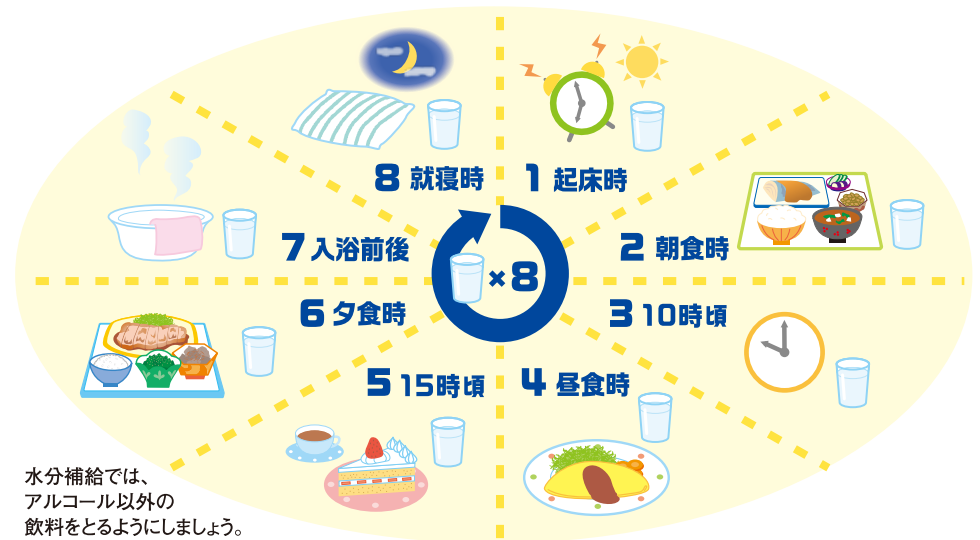 1 起床時
2 朝食時
3 10時頃
4 昼食時
5 15時頃
6 夕食時
7 入浴前後
8 就寝時
×8
水分補給では、
アルコール以外の
飲料をとるようにしましょう。